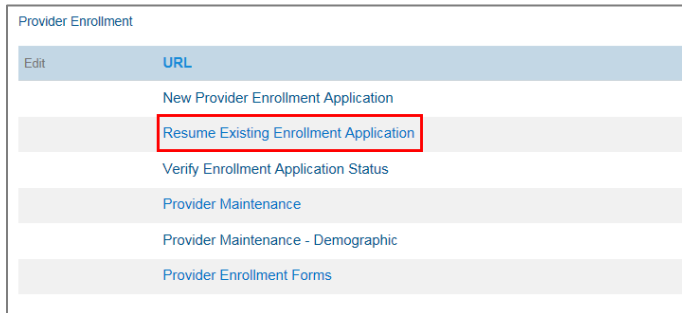 Provider Enrollment
Edit URL
New Provider Enrollment Application
Resume Existing Enrollment Application
Verify Enrollment Application Status
Provider Maintenance
Provider Maintenance - Demographic
Provider Enrollment Forms